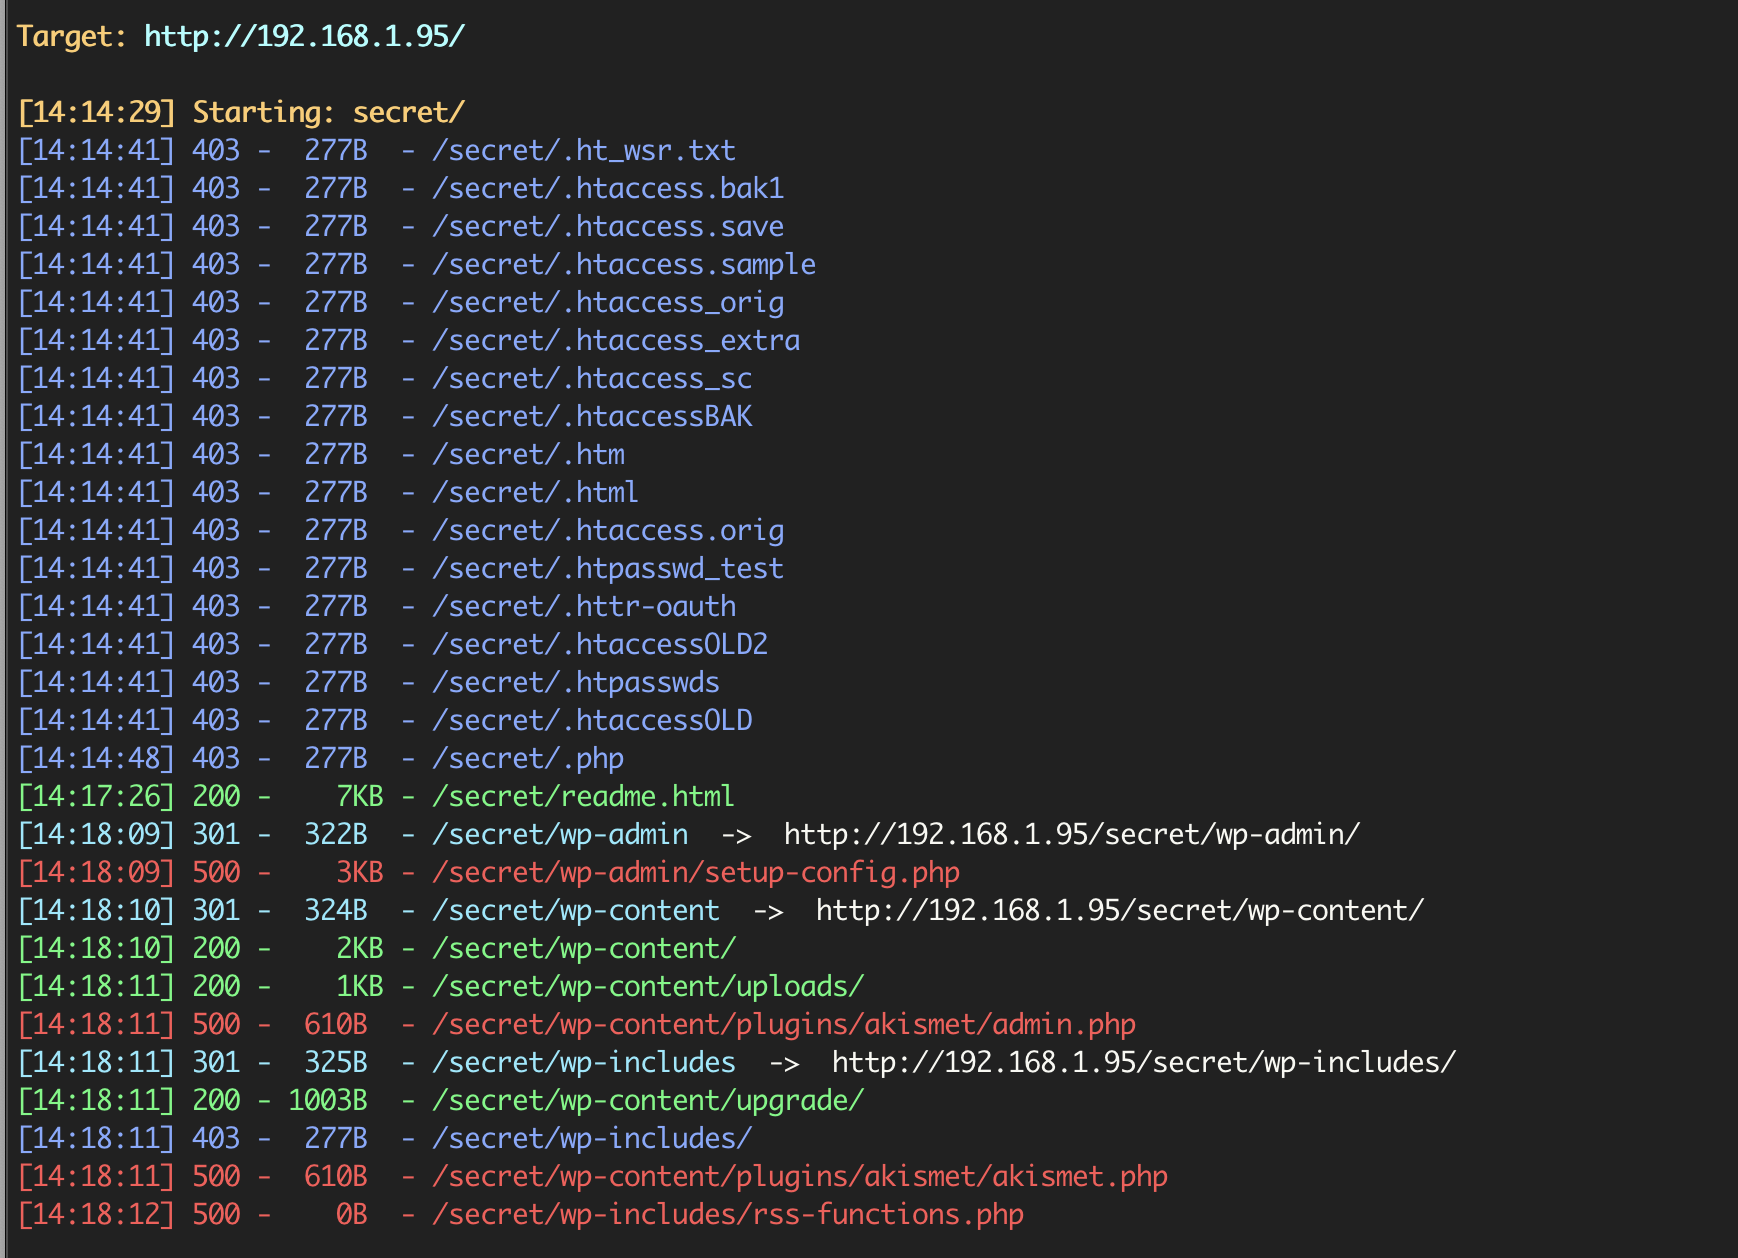 Target: http://192.168.1.95/
[14:14:29] Starting: secret/
[14:14:41] 403 -  277B  - /secret/.ht_wsr.txt
[14:14:41] 403 -  277B  - /secret/.htaccess.bak1
[14:14:41] 403 -  277B  - /secret/.htaccess.save
[14:14:41] 403 -  277B  - /secret/.htaccess.sample
[14:14:41] 403 -  277B  - /secret/.htaccess_orig
[14:14:41] 403 -  277B  - /secret/.htaccess_extra
[14:14:41] 403 -  277B  - /secret/.htaccess_sc
[14:14:41] 403 -  277B  - /secret/.htaccessBAK
[14:14:41] 403 -  277B  - /secret/.htm
[14:14:41] 403 -  277B  - /secret/.html
[14:14:41] 403 -  277B  - /secret/.htaccess.orig
[14:14:41] 403 -  277B  - /secret/.htpasswd_test
[14:14:41] 403 -  277B  - /secret/.httr-oauth
[14:14:41] 403 -  277B  - /secret/.htaccessOLD2
[14:14:41] 403 -  277B  - /secret/.htpasswds
[14:14:41] 403 -  277B  - /secret/.htaccessOLD
[14:14:48] 403 -  277B  - /secret/.php
[14:17:26] 200 -    7KB - /secret/readme.html
[14:18:09] 301 -  322B  - /secret/wp-admin  ->  http://192.168.1.95/secret/wp-admin/
[14:18:09] 500 -    3KB - /secret/wp-admin/setup-config.php
[14:18:10] 301 -  324B  - /secret/wp-content  ->  http://192.168.1.95/secret/wp-content/
[14:18:10] 200 -    2KB - /secret/wp-content/
[14:18:11] 200 -    1KB - /secret/wp-content/uploads/
[14:18:11] 500 -  610B  - /secret/wp-content/plugins/akismet/admin.php
[14:18:11] 301 -  325B  - /secret/wp-includes  ->  http://192.168.1.95/secret/wp-includes/
[14:18:11] 200 - 1003B  - /secret/wp-content/upgrade/
[14:18:11] 403 -  277B  - /secret/wp-includes/
[14:18:11] 500 -  610B  - /secret/wp-content/plugins/akismet/akismet.php
[14:18:12] 500 -    0B  - /secret/wp-includes/rss-functions.php